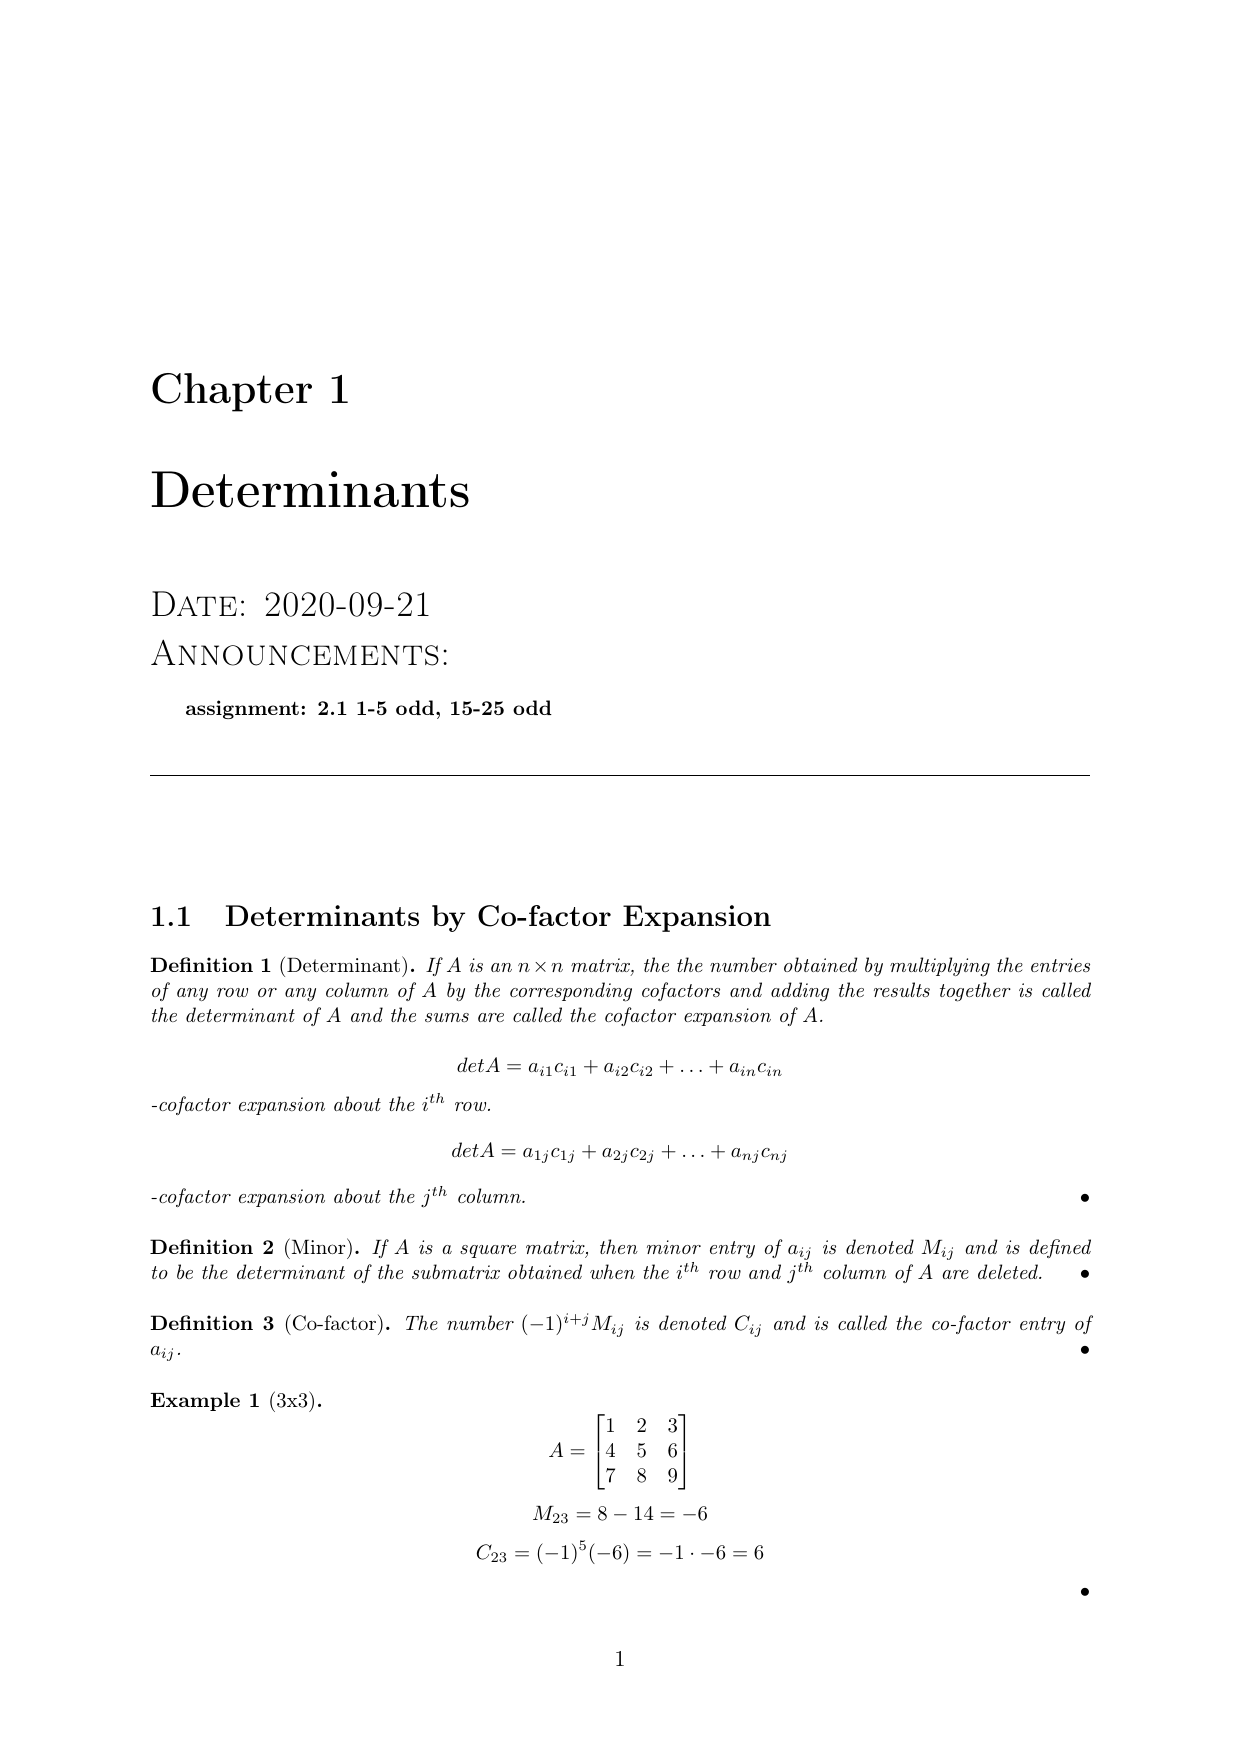 Chapter 1
Determinants
DATE: 2020-09-21
ANNOUNCEMENTS:
assignment: 2.1 1-5 odd, 15-25 odd
1.1 Determinants by Co-factor Expansion
Definition 1 (Determinant). If A is an n × n matrix, the the number obtained by multiplying the entries
of any row or any column of A by the corresponding cofactors and adding the results together is called
the determinant of A and the sums are called the cofactor expansion of A.
detA = a_{i1}c_{i1} + a_{i2}c_{i2} + … + a_{in}c_{in}
-cofactor expansion about the i^{th} row.
detA = a_{1j}c_{1j} + a_{2j}c_{2j} + … + a_{nj}c_{nj}
-cofactor expansion about the j^{th} column. •
Definition 2 (Minor). If A is a square matrix, then minor entry of a_{ij} is denoted M_{ij} and is defined
to be the determinant of the submatrix obtained when the i^{th} row and j^{th} column of A are deleted. •
Definition 3 (Co-factor). The number (−1)^{i+j}M_{ij} is denoted C_{ij} and is called the co-factor entry of
a_{ij}. •
Example 1 (3x3).
A = [1 2 3
4 5 6
7 8 9]
M_{23} = 8 − 14 = −6
C_{23} = (−1)^5(−6) = −1 · −6 = 6
•
1